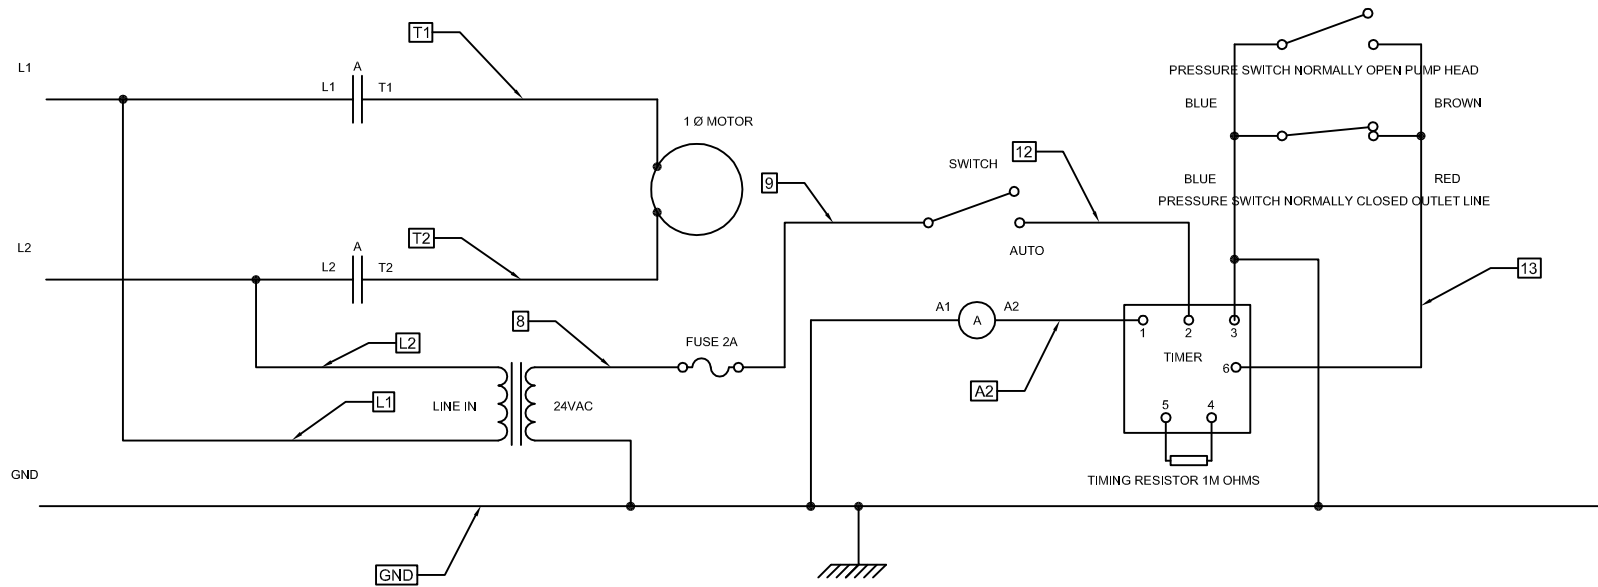 T1
L1
A
L1
T1
PRESSURE SWITCH NORMALLY OPEN PUMP HEAD
BLUE
BROWN
1 Ø MOTOR
SWITCH
12
9
BLUE
RED
PRESSURE SWITCH NORMALLY CLOSED OUTLET LINE
T2
L2
A
L2
T2
AUTO
13
A1
A
A2
8
FUSE 2A
1
2
3
L2
TIMER
6
A2
L1
LINE IN
24VAC
5
4
GND
TIMING RESISTOR 1M OHMS
GND